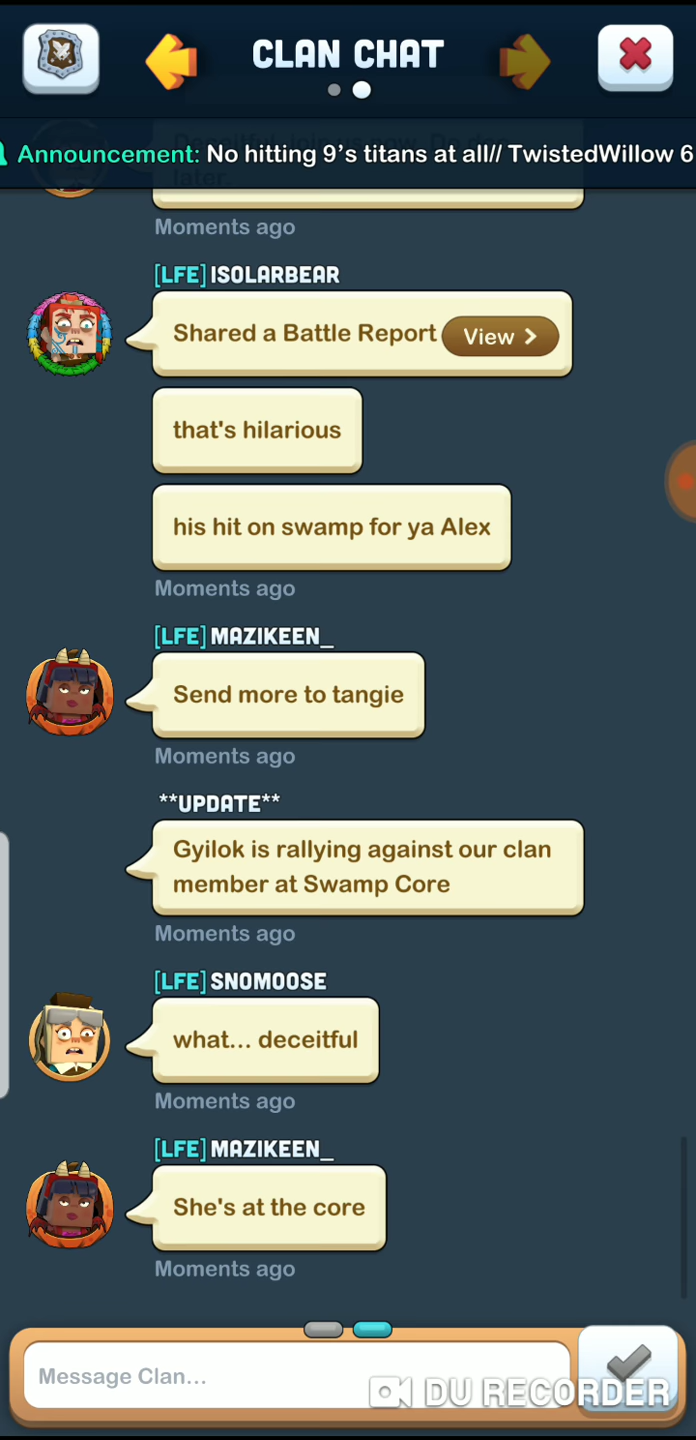 CLAN CHAT
Announcement: No hitting 9's titans at all// TwistedWillow 6
later.
Moments ago
[LFE] ISOLARBEAR
Shared a Battle Report View >
that's hilarious
his hit on swamp for ya Alex
Moments ago
[LFE] MAZIKEEN_
Send more to tangie
Moments ago
**UPDATE**
Gyilok is rallying against our clan
member at Swamp Core
Moments ago
[LFE] SNOMOOSE
what... deceitful
Moments ago
[LFE] MAZIKEEN_
She's at the core
Moments ago
Message Clan...
DU RECORDER